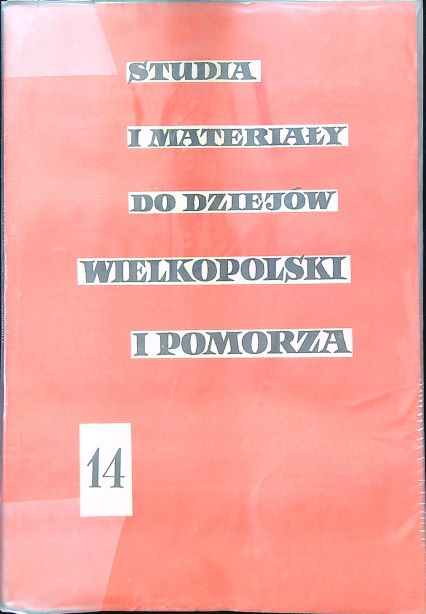 STUDIA
I MATERIAŁY
DO DZIEJÓW
WIELKOPOLSKI
I POMORZA
14